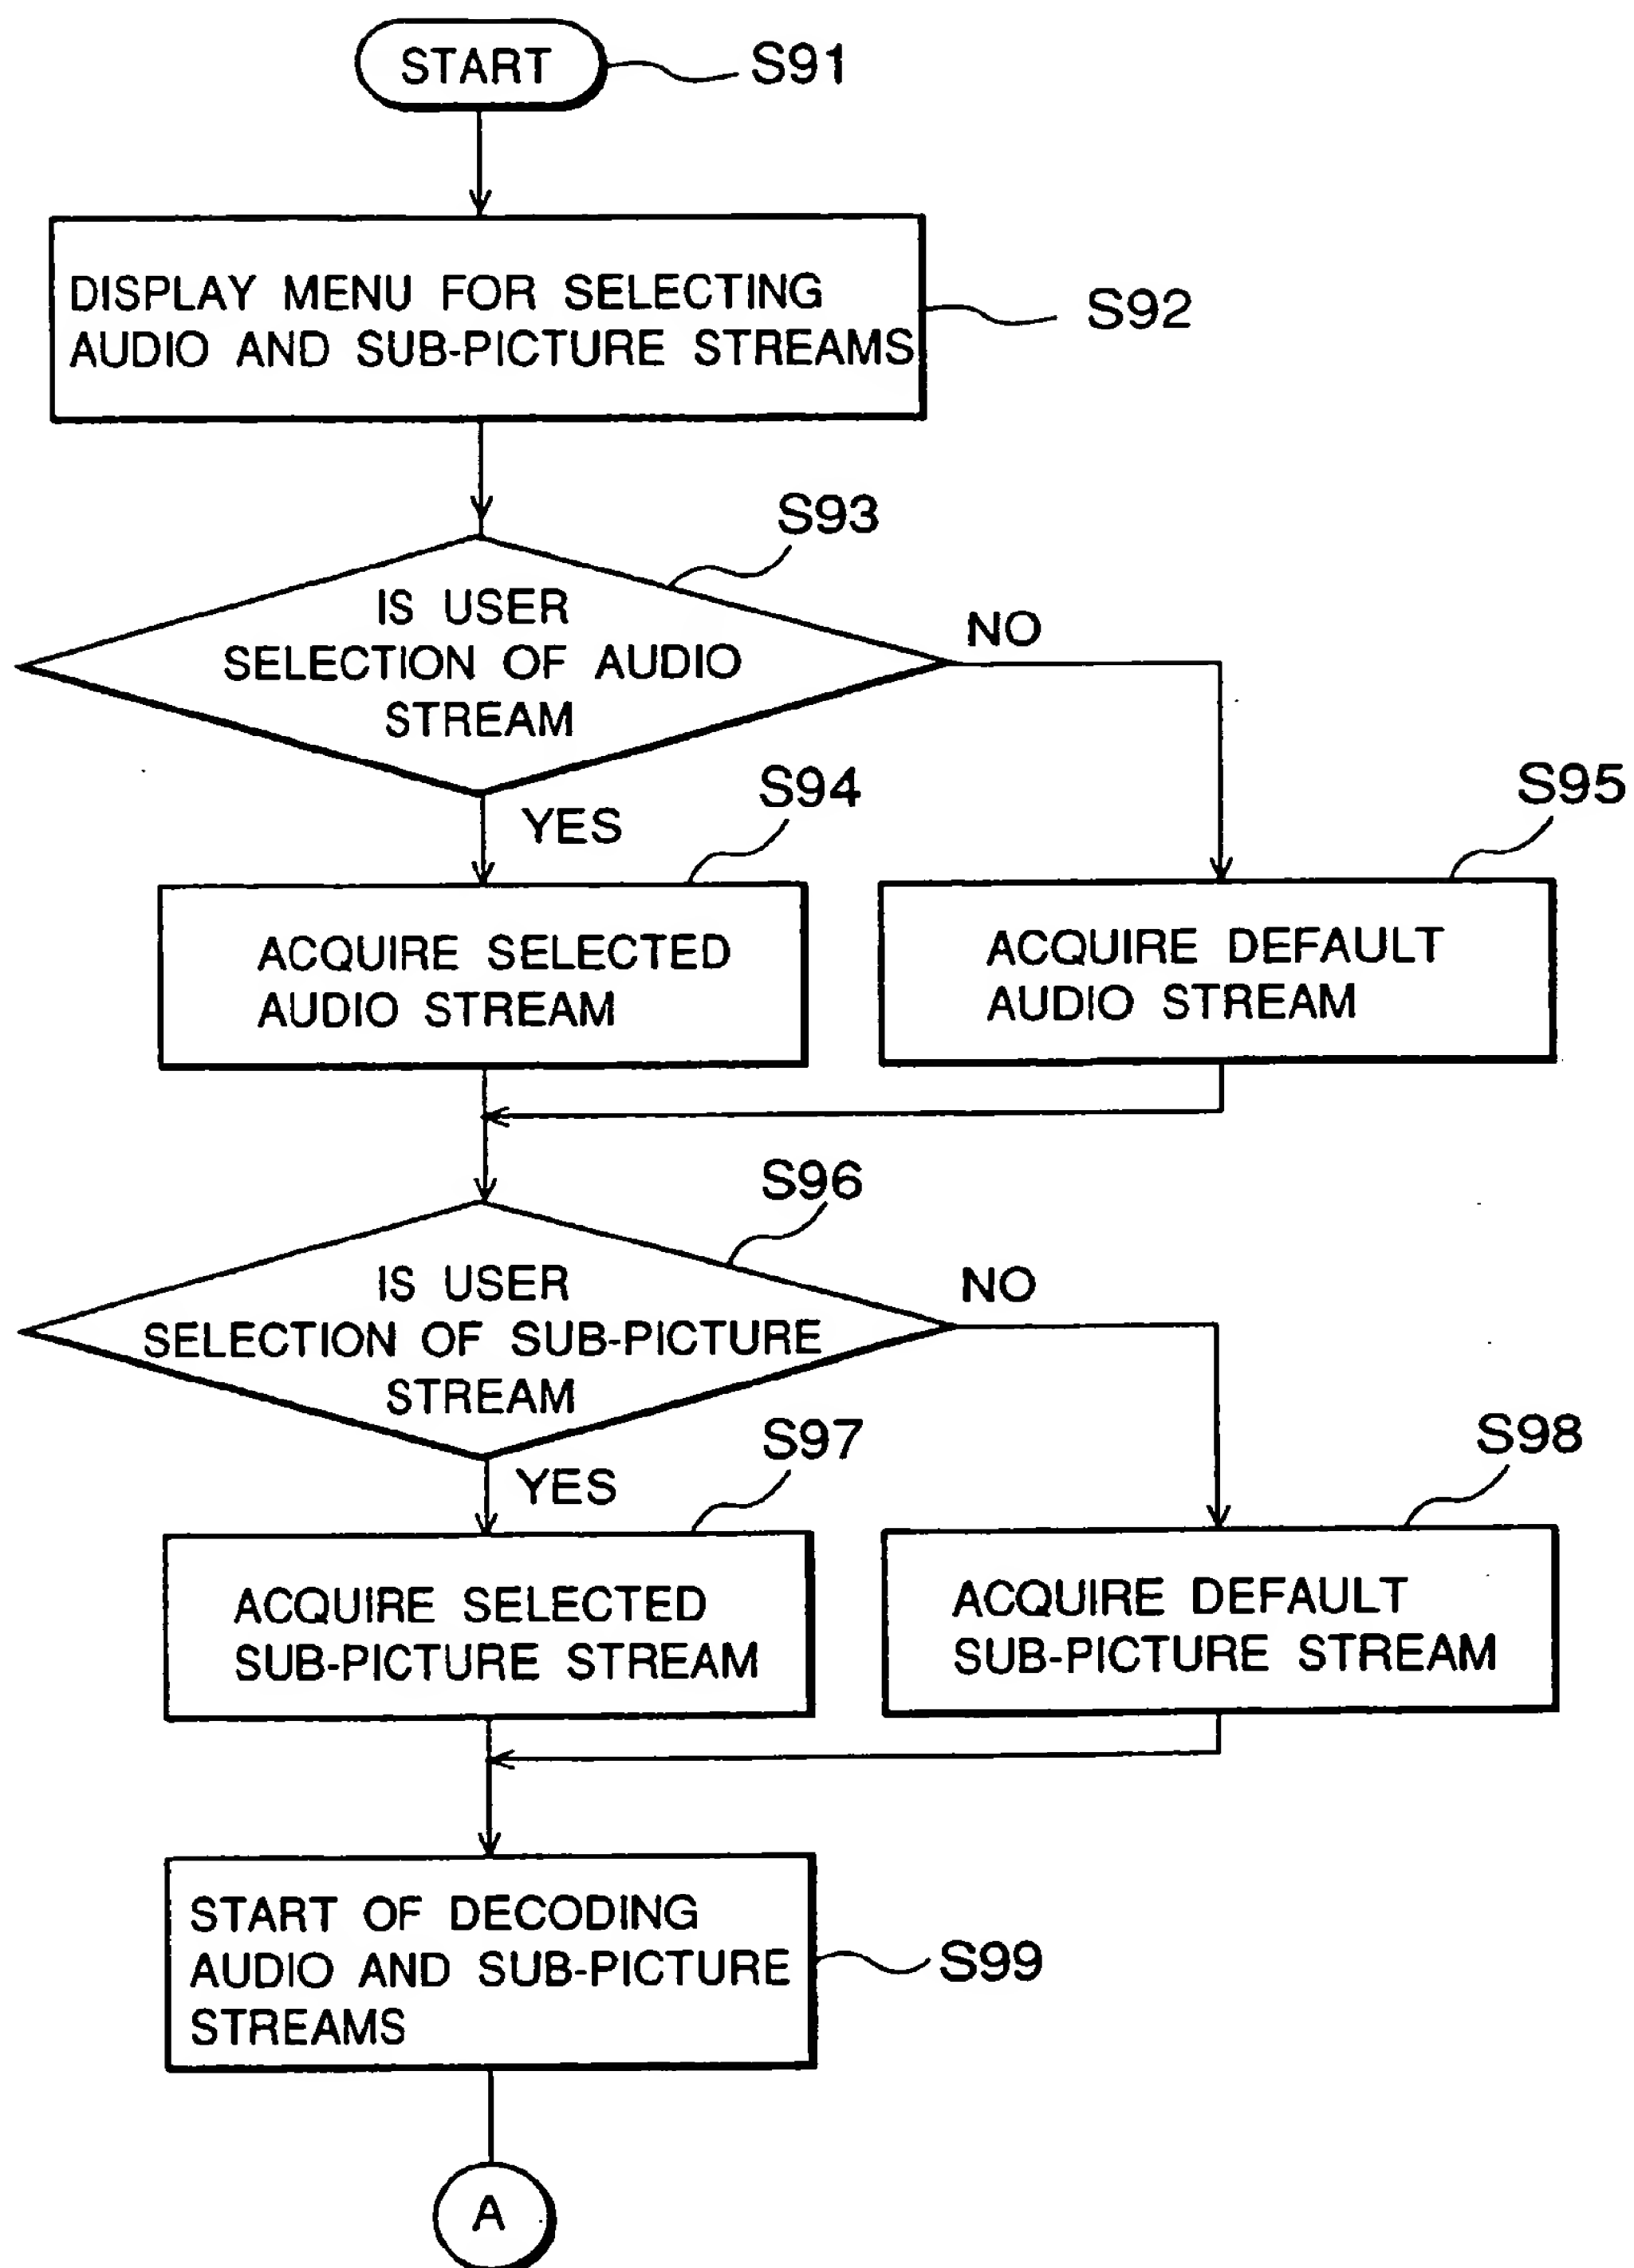 START
S91
DISPLAY MENU FOR SELECTING
AUDIO AND SUB-PICTURE STREAMS
S92
S93
IS USER
SELECTION OF AUDIO
STREAM
NO
YES
S94
ACQUIRE SELECTED
AUDIO STREAM
S95
ACQUIRE DEFAULT
AUDIO STREAM
S96
IS USER
SELECTION OF SUB-PICTURE
STREAM
NO
YES
S97
ACQUIRE SELECTED
SUB-PICTURE STREAM
S98
ACQUIRE DEFAULT
SUB-PICTURE STREAM
START OF DECODING
AUDIO AND SUB-PICTURE
STREAMS
S99
A